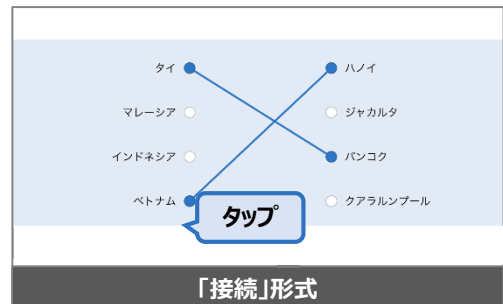 タイ ハノイ
マレーシア ジャカルタ
インドネシア バンコク
ベトナム クアラルンプール
タップ
「接続」形式